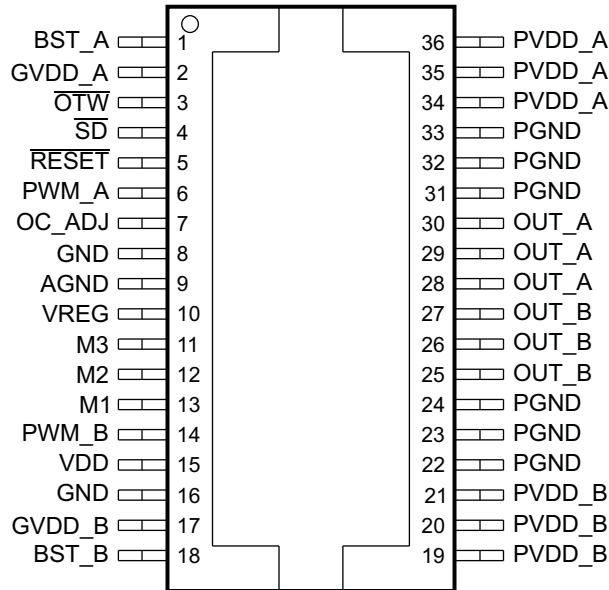 BST_A 1 36 PVDD_A
GVDD_A 2 35 PVDD_A
OTW 3 34 PVDD_A
SD 4 33 PGND
RESET 5 32 PGND
PWM_A 6 31 PGND
OC_ADJ 7 30 OUT_A
GND 8 29 OUT_A
AGND 9 28 OUT_A
VREG 10 27 OUT_B
M3 11 26 OUT_B
M2 12 25 OUT_B
M1 13 24 PGND
PWM_B 14 23 PGND
VDD 15 22 PGND
GND 16 21 PVDD_B
GVDD_B 17 20 PVDD_B
BST_B 18 19 PVDD_B